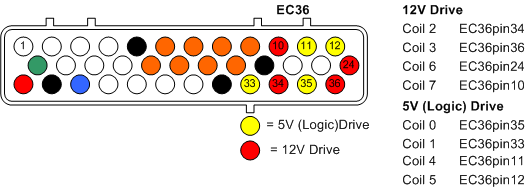 EC36
1
10
11
12
24
33
34
35
36
= 5V (Logic)Drive
= 12V Drive
12V Drive
Coil 2 EC36pin34
Coil 3 EC36pin36
Coil 6 EC36pin24
Coil 7 EC36pin10
5V (Logic) Drive
Coil 0 EC36pin35
Coil 1 EC36pin33
Coil 4 EC36pin11
Coil 5 EC36pin12